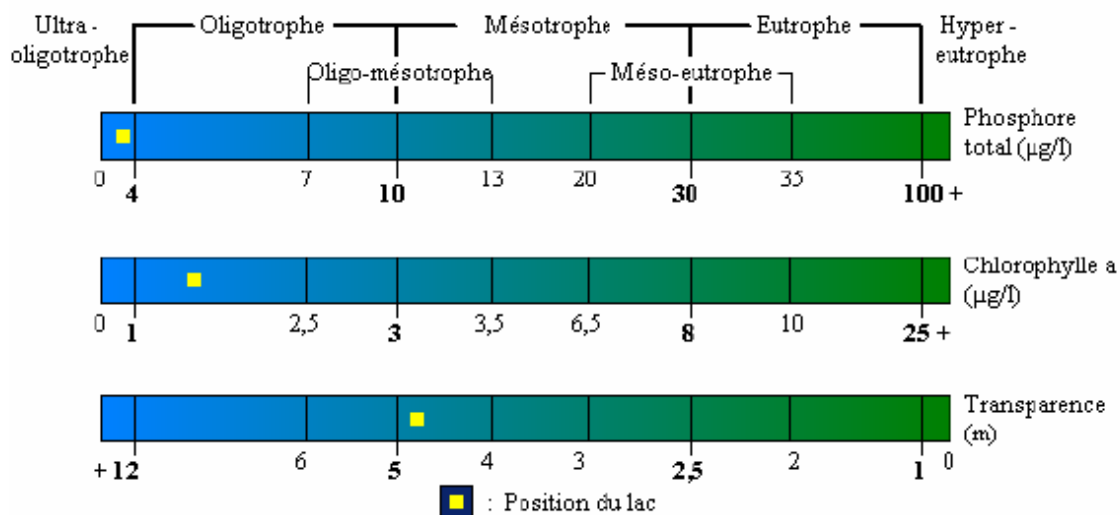 Ultra -
oligotrophe
Oligotrophe
Mésotrophe
Eutrophe
Hyper -
eutrophe
Oligo-mésotrophe
Méso-eutrophe
Phosphore
total (µg/l)
0 4 7 10 13 20 30 35 100 +
Chlorophylle a
(µg/l)
0 1 2,5 3 3,5 6,5 8 10 25 +
Transparence
(m)
+ 12 6 5 4 3 2,5 2 1 0
: Position du lac